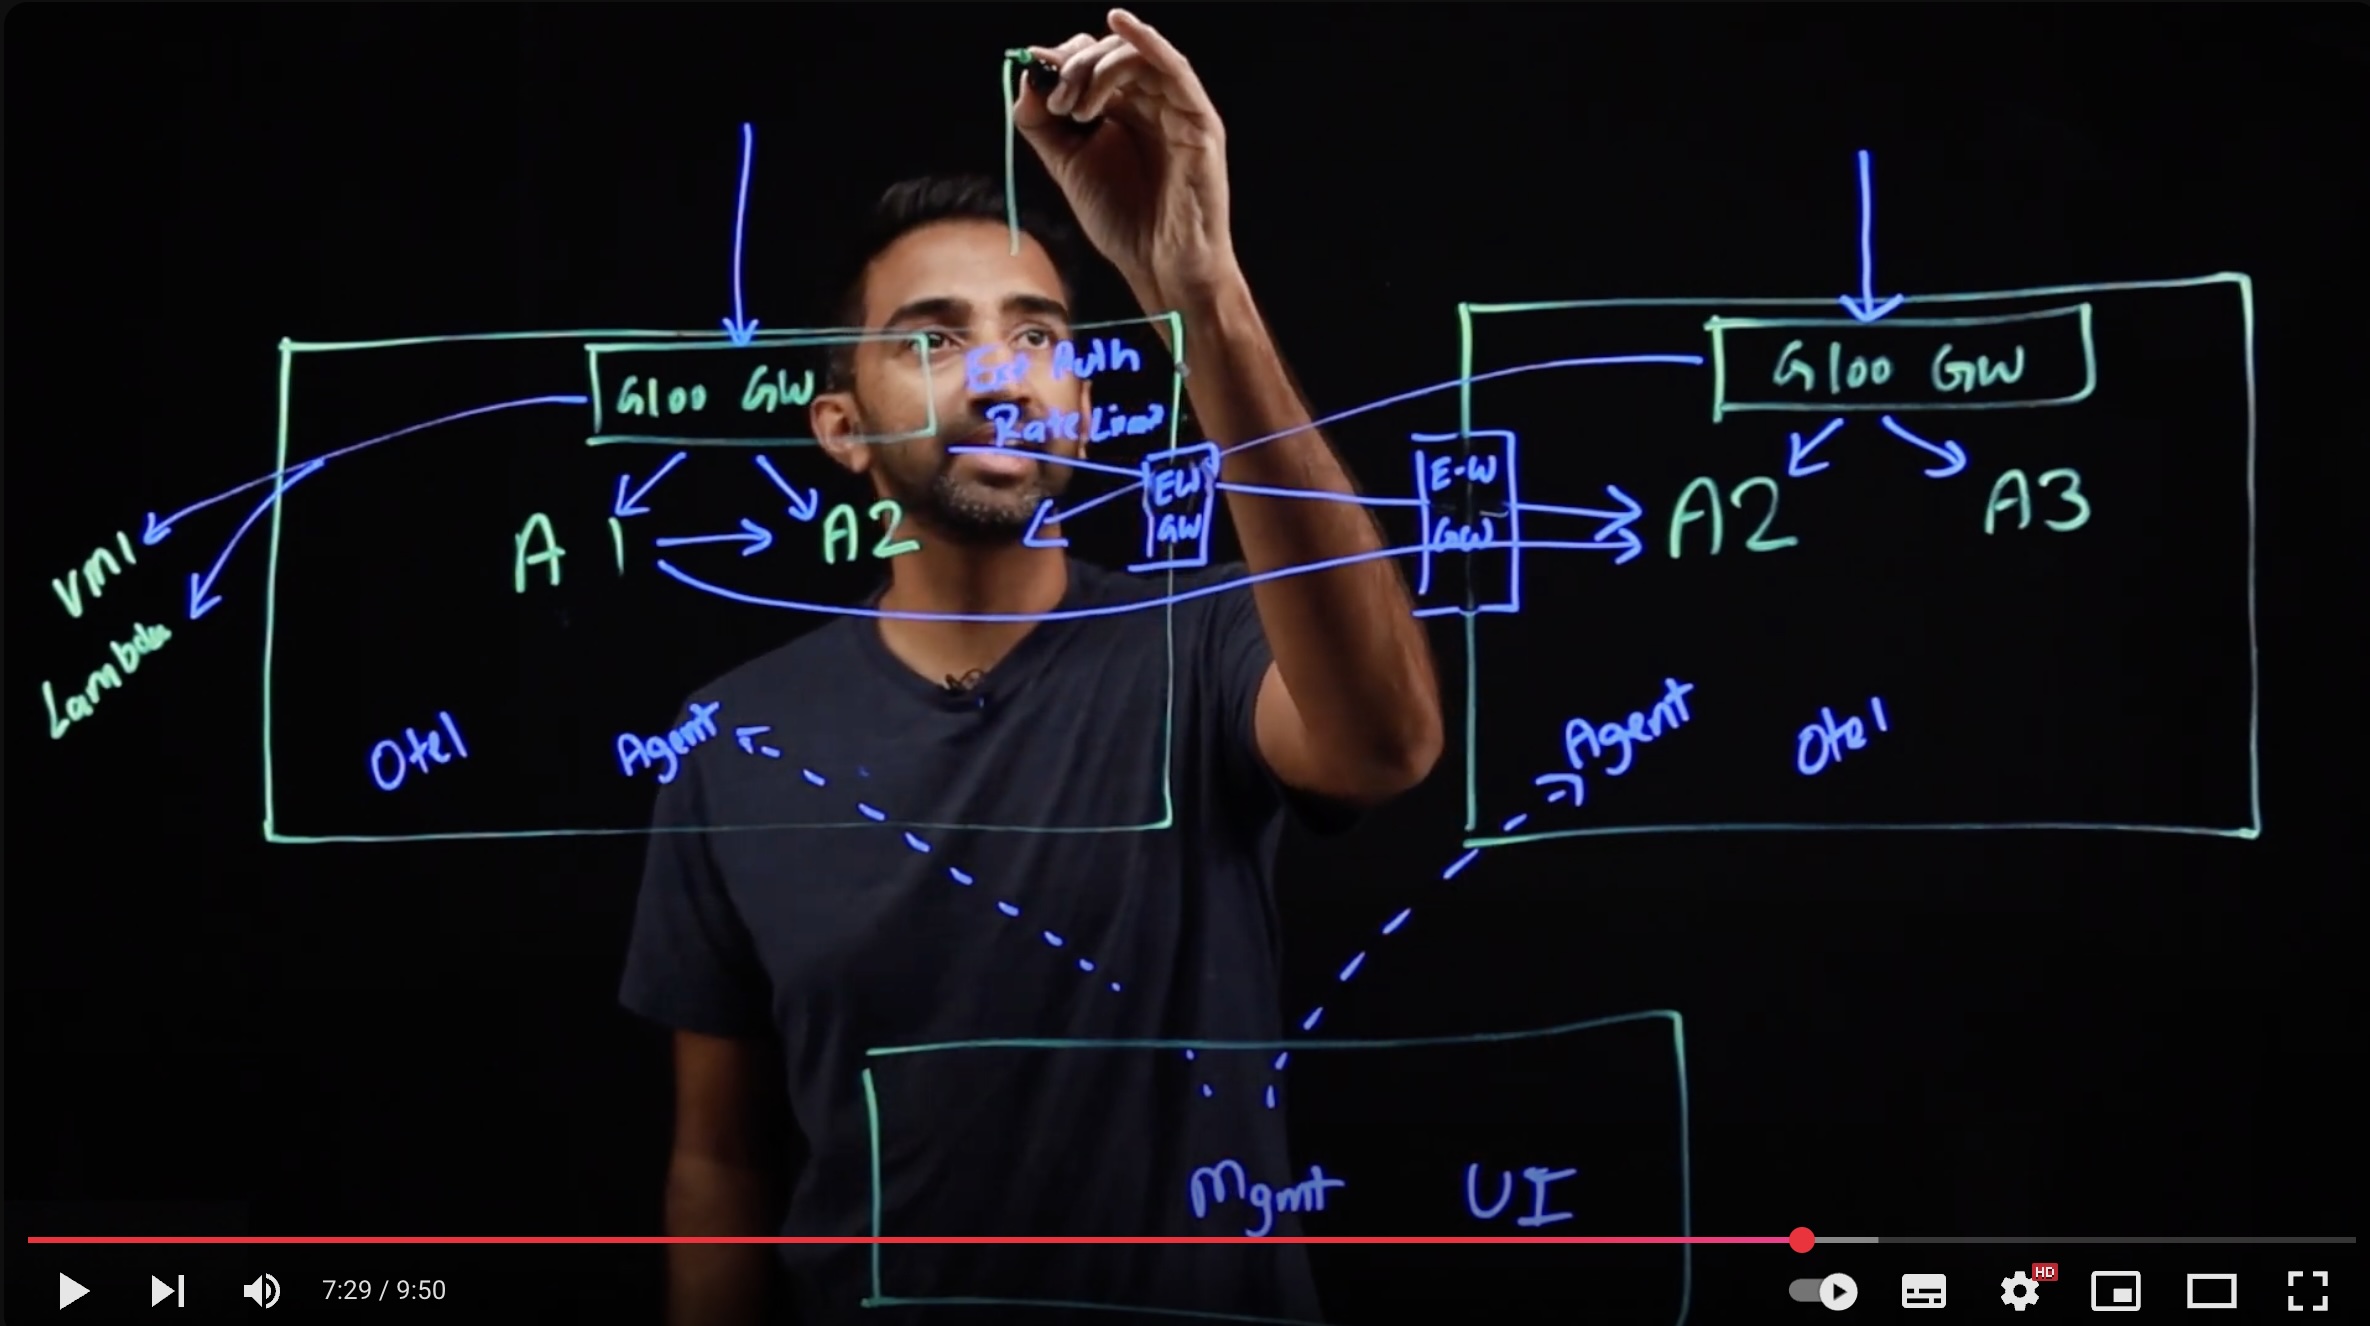 Gloo GW
Ext Auth
Rate Limit
Gloo GW
EW
GW
E-W
GW
A1
A2
A2
A3
VM1
Lambda
Otel
Agent
Agent
Otel
Mgmt
UI
7:29 / 9:50
HD